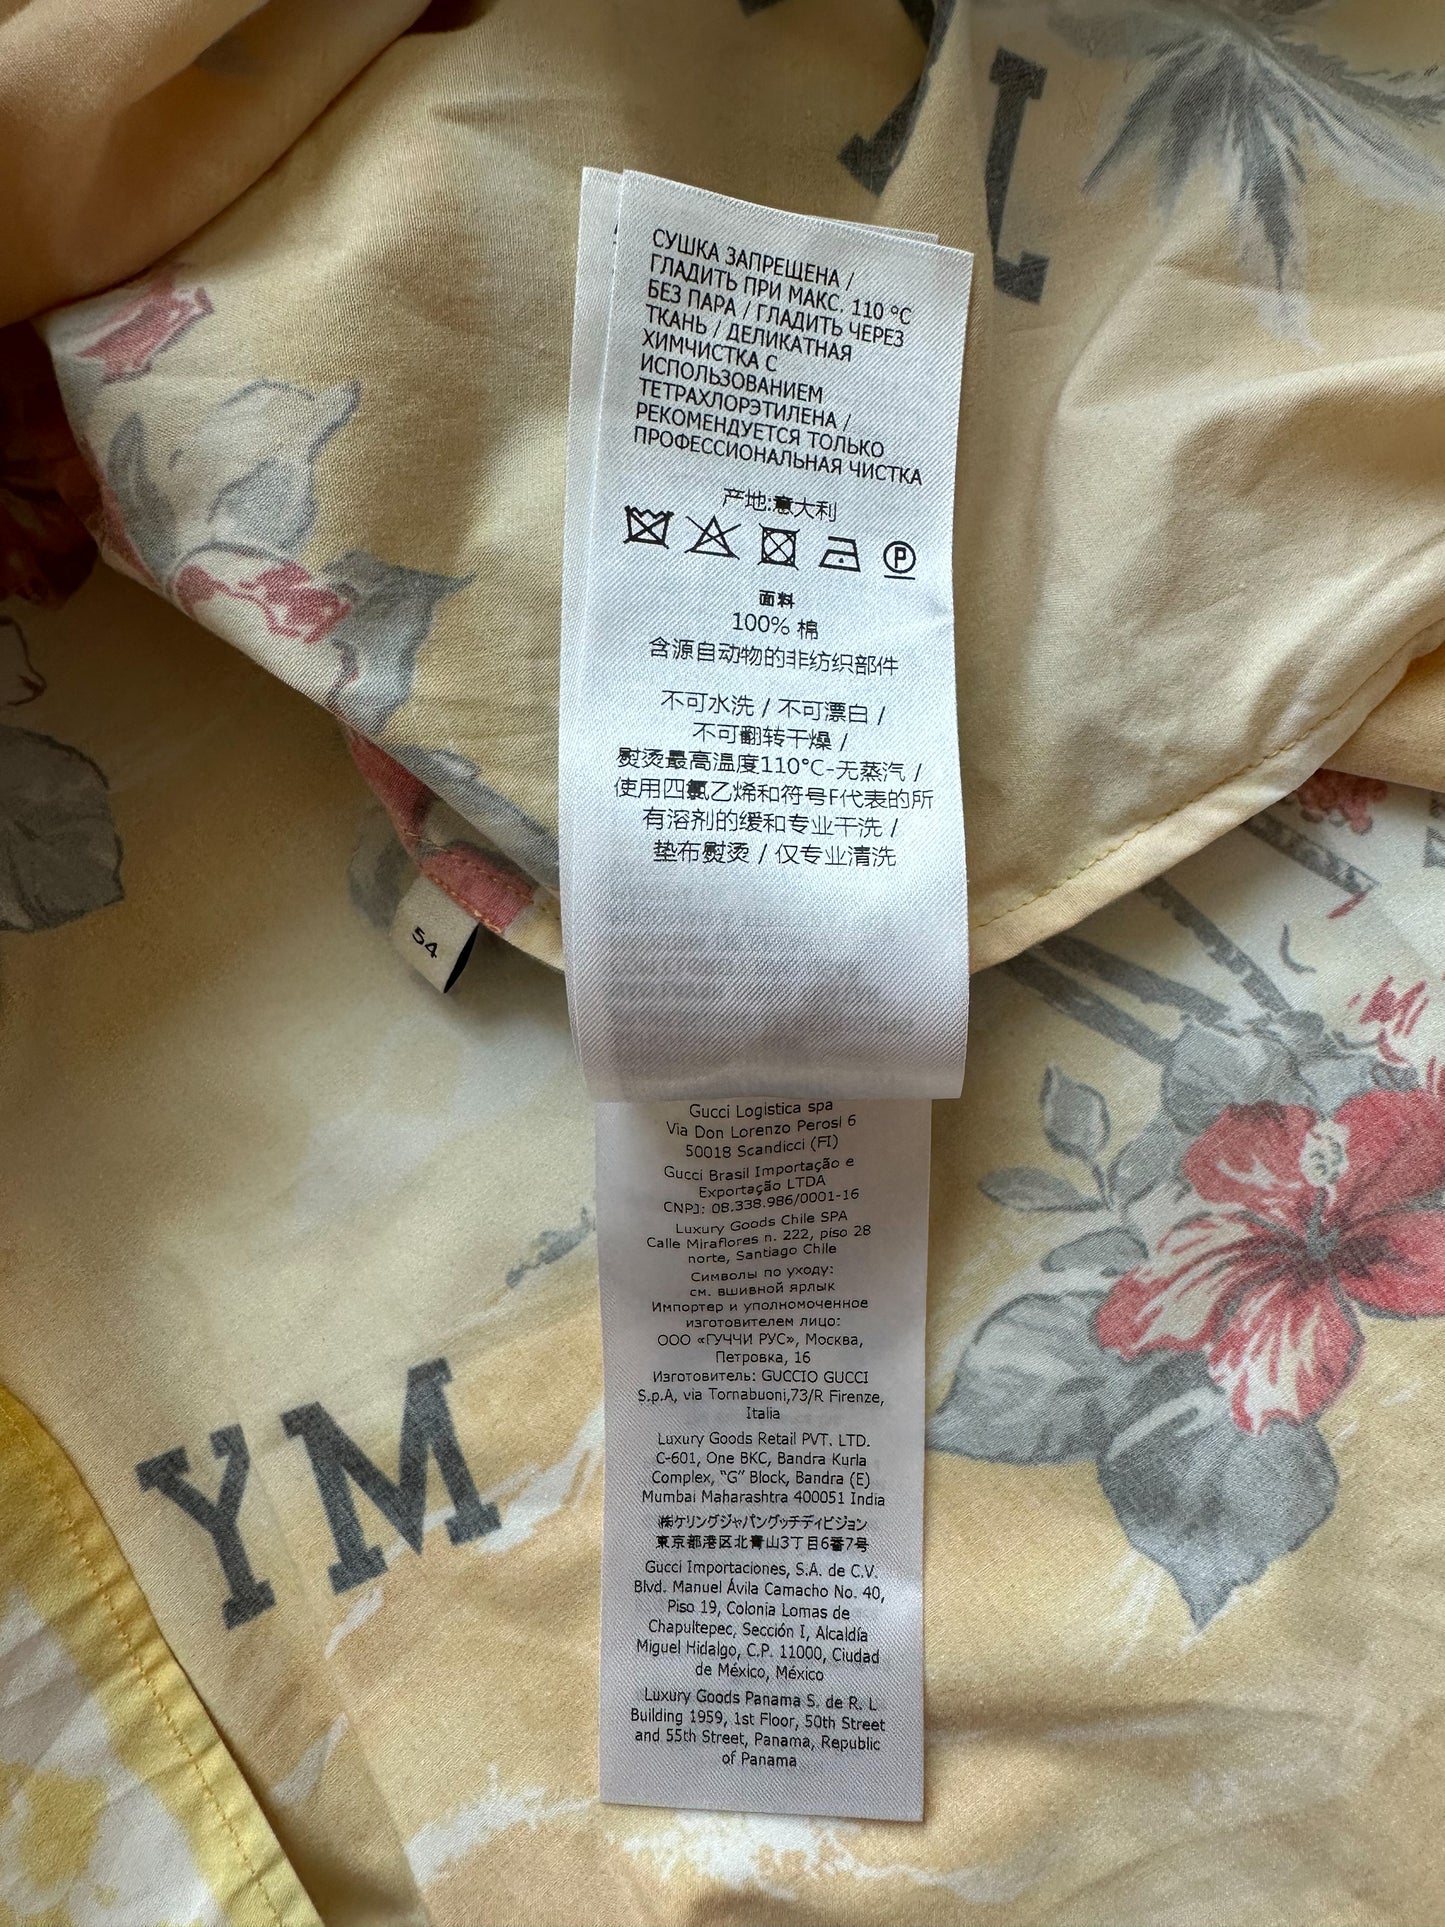 СУШКА ЗАПРЕЩЕНА /
ГЛАДИТЬ ПРИ МАКС. 110 °C
БЕЗ ПАРА / ГЛАДИТЬ ЧЕРЕЗ
ТКАНЬ / ДЕЛИКАТНАЯ
ХИМЧИСТКА С
ИСПОЛЬЗОВАНИЕМ
ТЕТРАХЛОРЭТИЛЕНА /
РЕКОМЕНДУЕТСЯ ТОЛЬКО
ПРОФЕССИОНАЛЬНАЯ ЧИСТКА
产地:意大利
P
面料
100% 棉
含源自动物的非纺织部件
不可水洗 / 不可漂白 /
不可翻转干燥 /
熨烫最高温度110°C-无蒸汽 /
使用四氯乙烯和符号F代表的所
有溶剂的缓和专业干洗 /
垫布熨烫 / 仅专业清洗
54
Gucci Logistica spa
Via Don Lorenzo Perosi 6
50018 Scandicci (FI)
Gucci Brasil Importação e
Exportação LTDA
CNPJ: 08.338.986/0001-16
Luxury Goods Chile SPA
Calle Miraflores n. 222, piso 28
norte, Santiago Chile
Символы по уходу:
см. вшивной ярлык
Импортер и уполномоченное
изготовителем лицо:
ООО «ГУЧЧИ РУС», Москва,
Петровка, 16
Изготовитель: GUCCIO GUCCI
S.p.A, via Tornabuoni,73/R Firenze,
Italia
Luxury Goods Retail PVT. LTD.
C-601, One BKC, Bandra Kurla
Complex, "G" Block, Bandra (E)
Mumbai Maharashtra 400051 India
㈱ケリングジャパングッチディビジョン
東京都港区北青山3丁目6番7号
Gucci Importaciones, S.A. de C.V.
Blvd. Manuel Ávila Camacho No. 40,
Piso 19, Colonia Lomas de
Chapultepec, Sección I, Alcaldía
Miguel Hidalgo, C.P. 11000, Ciudad
de México, México
Luxury Goods Panama S. de R. L
Building 1959, 1st Floor, 50th Street
and 55th Street, Panama, Republic
of Panama
YM